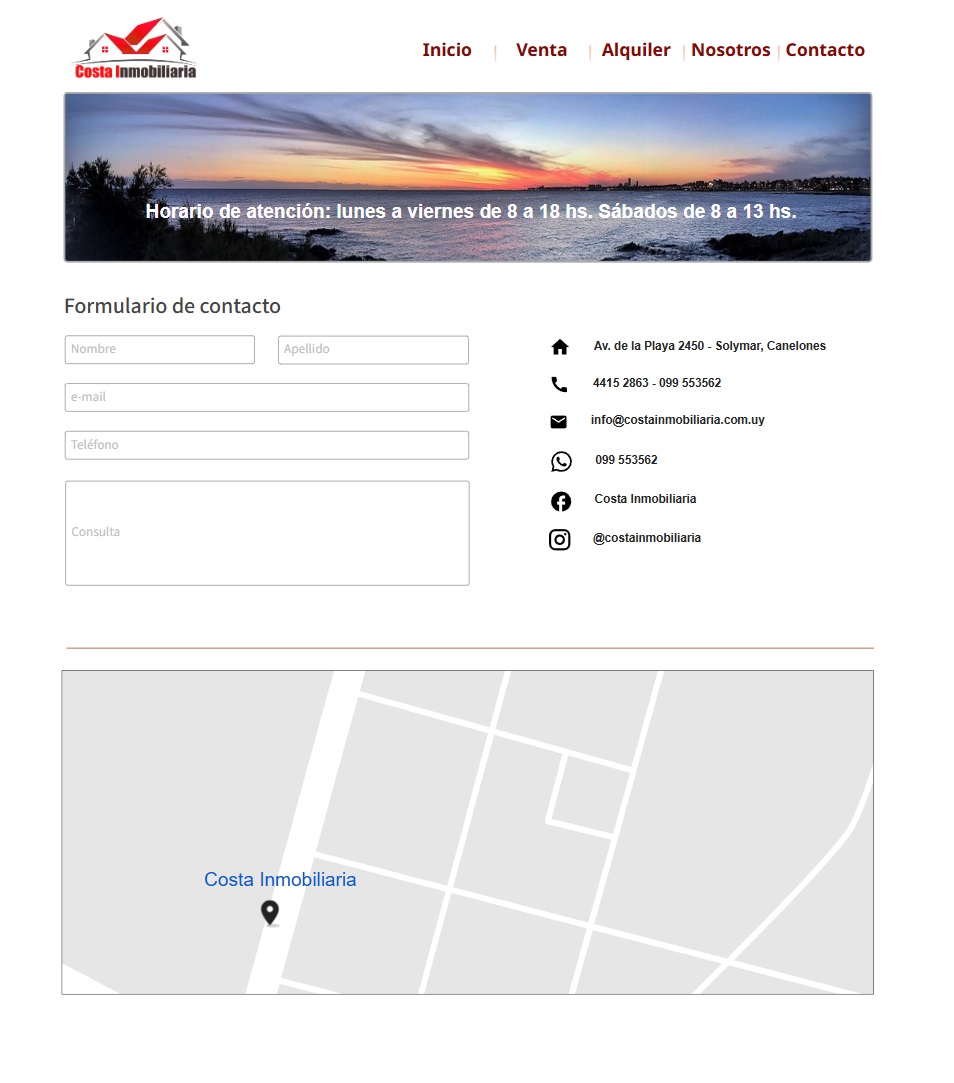 Costa Inmobiliaria
Inicio | Venta | Alquiler | Nosotros | Contacto
Horario de atención: lunes a viernes de 8 a 18 hs. Sábados de 8 a 13 hs.
Formulario de contacto
Nombre
Apellido
e-mail
Teléfono
Consulta
Av. de la Playa 2450 - Solymar, Canelones
4415 2863 - 099 553562
info@costainmobiliaria.com.uy
099 553562
Costa Inmobiliaria
@costainmobiliaria
Costa Inmobiliaria